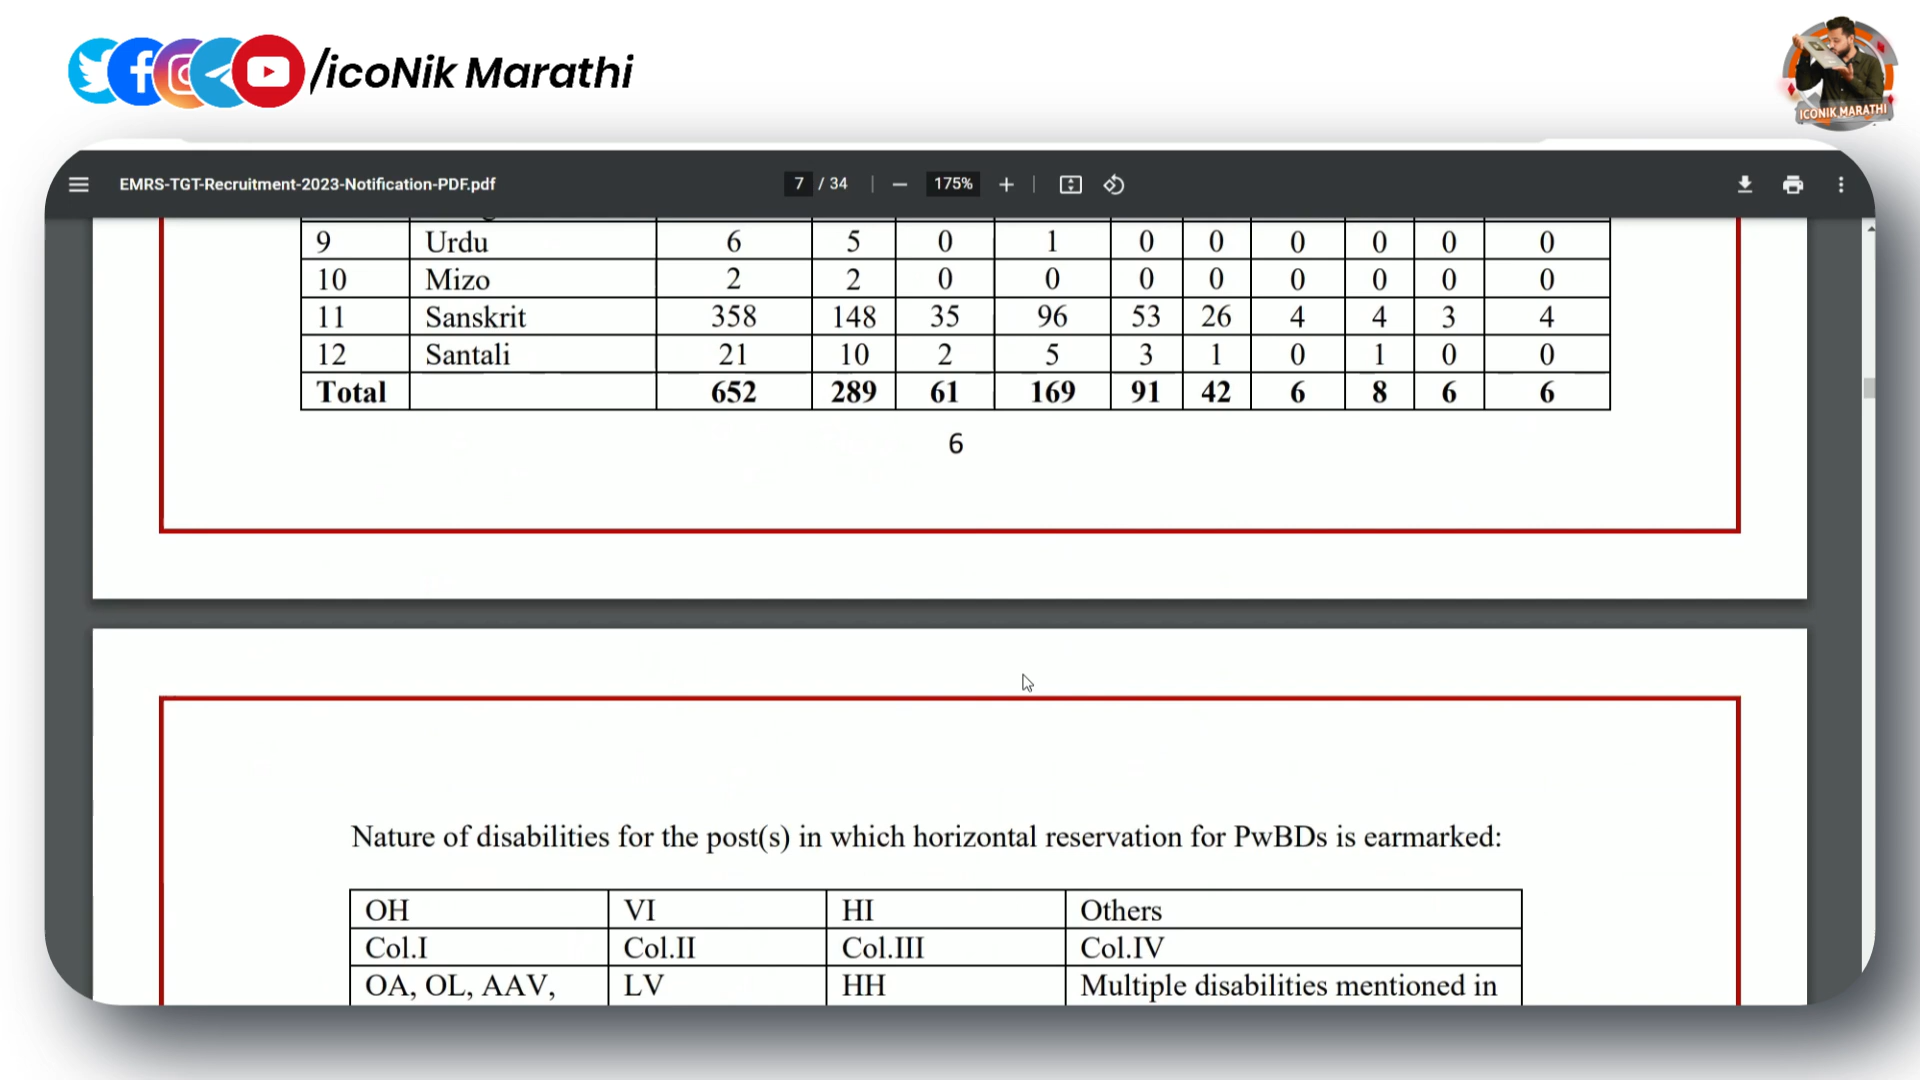 /icoNik Marathi
ICONIK MARATHI
EMRS-TGT-Recruitment-2023-Notification-PDF.pdf 7 / 34 175%
9 Urdu 6 5 0 1 0 0 0 0 0 0
10 Mizo 2 2 0 0 0 0 0 0 0 0
11 Sanskrit 358 148 35 96 53 26 4 4 3 4
12 Santali 21 10 2 5 3 1 0 1 0 0
Total 652 289 61 169 91 42 6 8 6 6
6
Nature of disabilities for the post(s) in which horizontal reservation for PwBDs is earmarked:
OH VI HI Others
Col.I Col.II Col.III Col.IV
OA, OL, AAV, LV HH Multiple disabilities mentioned in